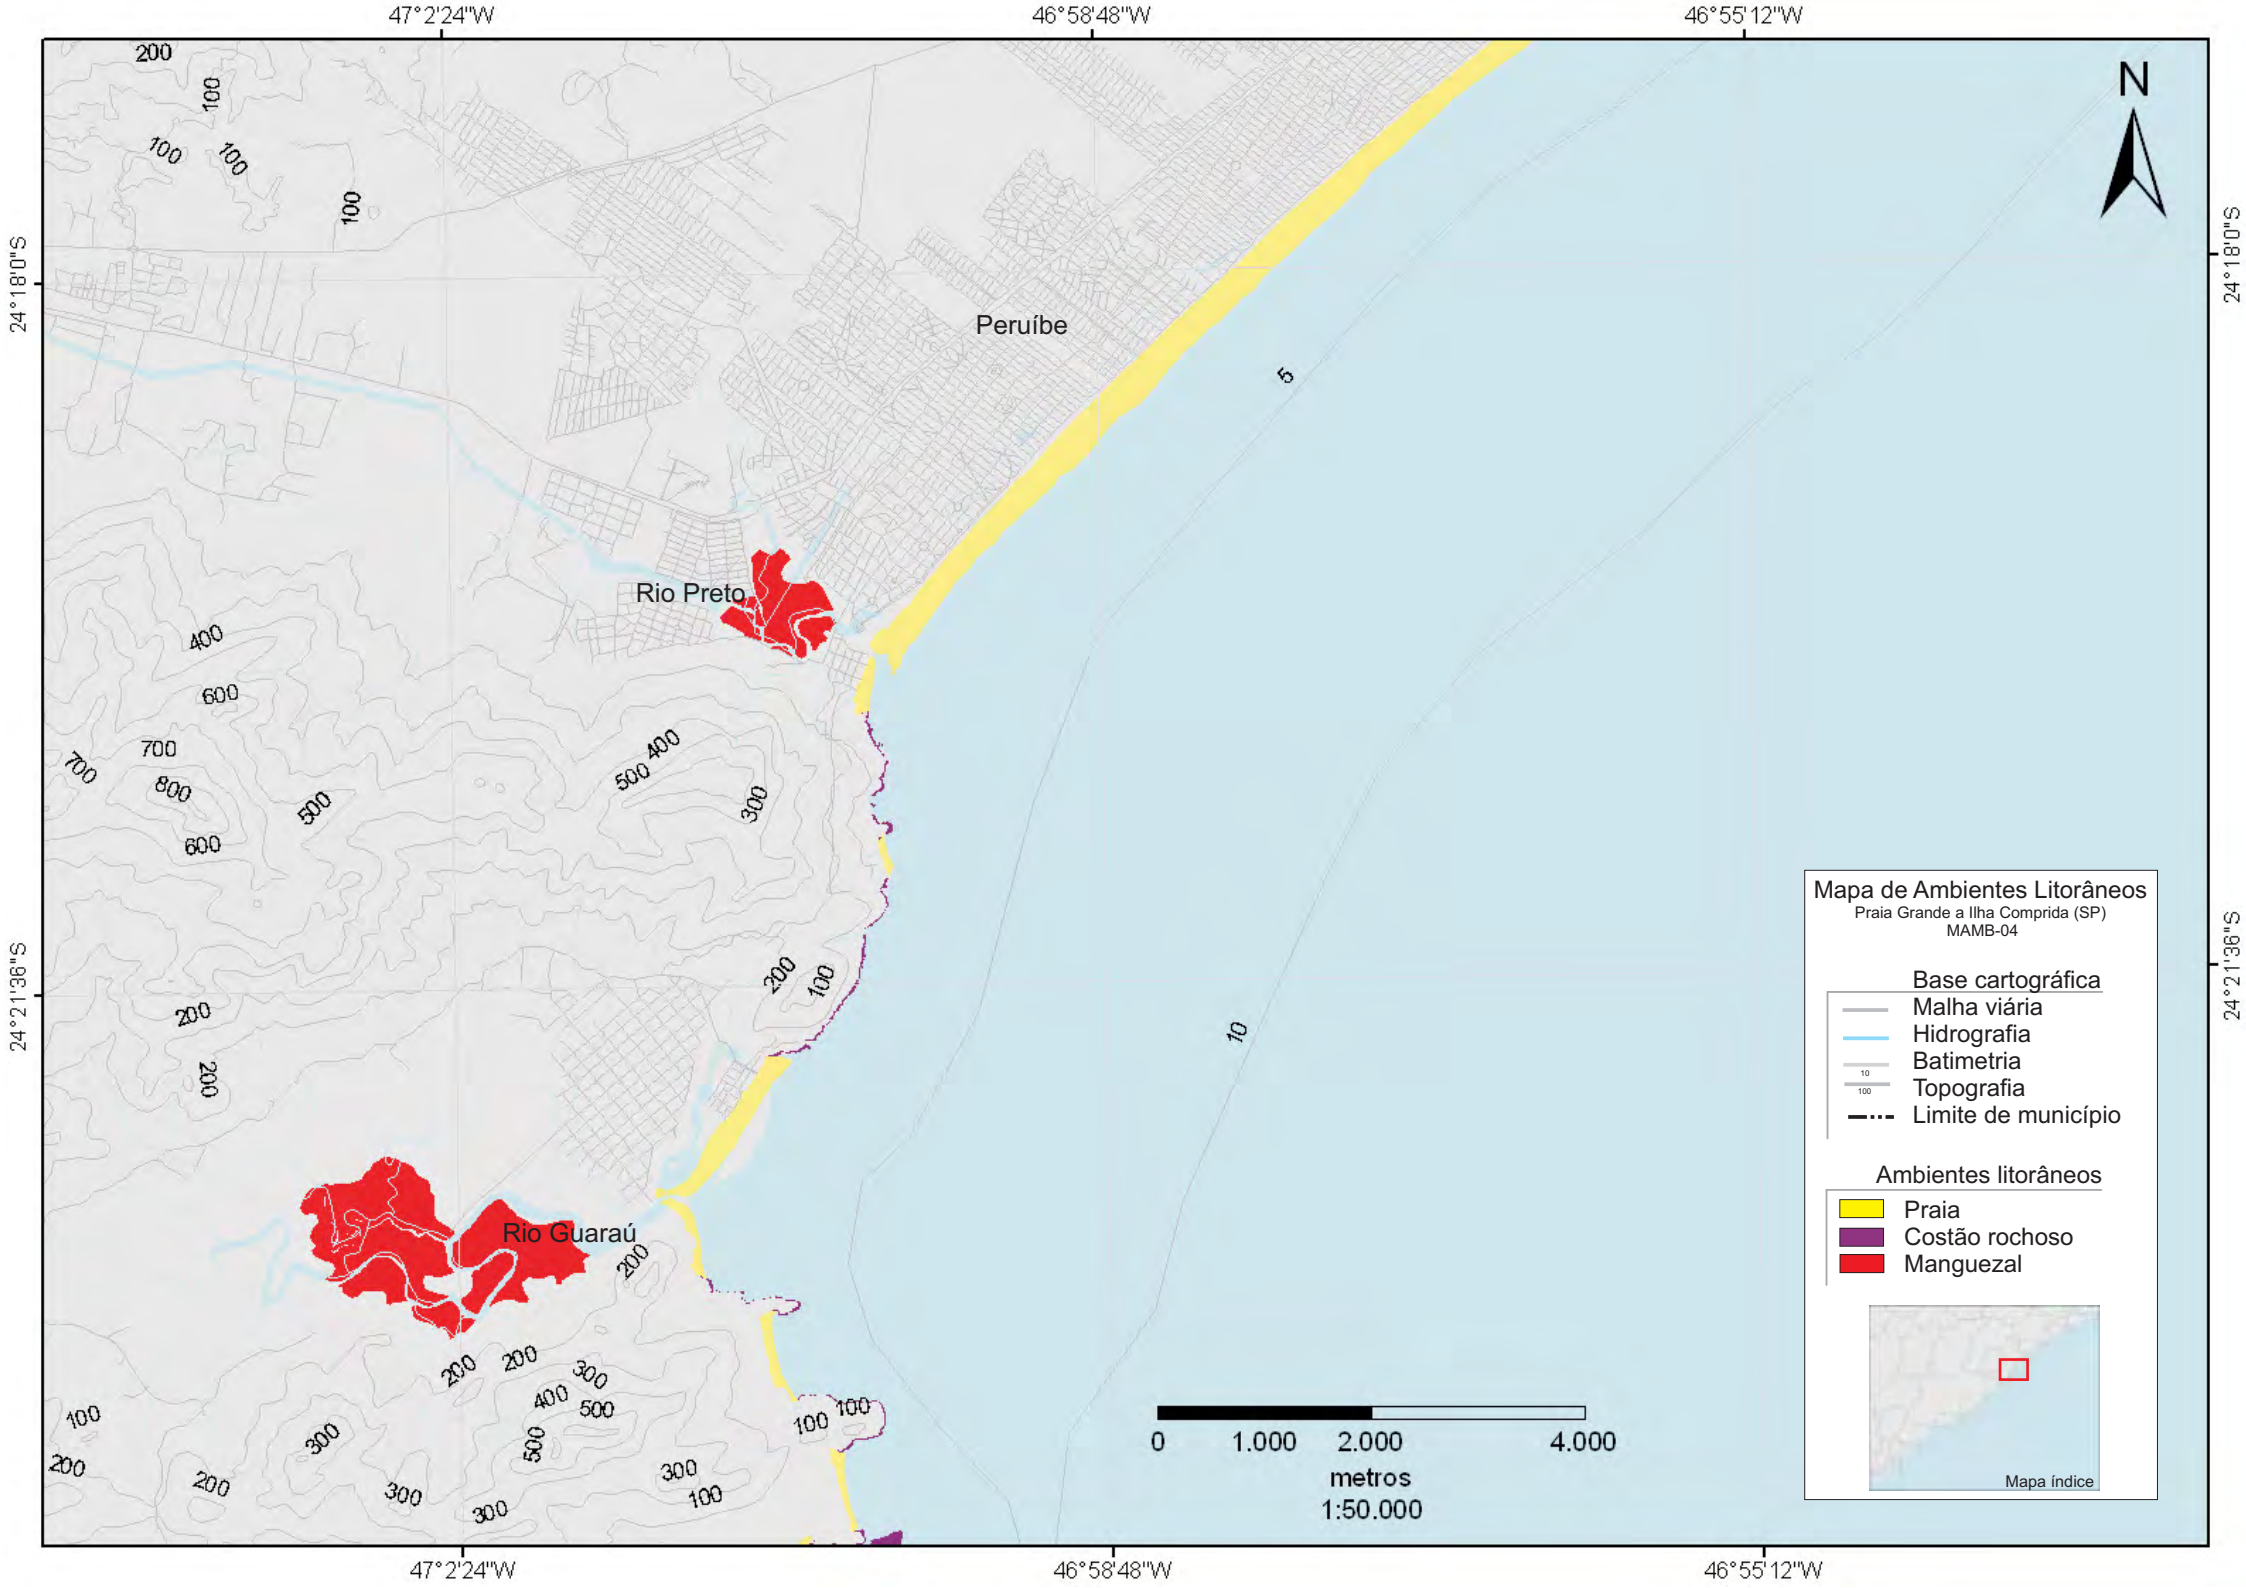 47°2'24"W
46°58'48"W
46°55'12"W
200
100
100
100
100
N
24°18'0"S
24°18'0"S
Peruíbe
5
Rio Preto
400
600
700
700
800
500
600
400
500
300
200
100
200
200
24°21'36"S
24°21'36"S
10
Rio Guaraú
200
200
200
300
400
500
500
300
100
200
200
300
300
300
100
100
100
Mapa de Ambientes Litorâneos
Praia Grande a Ilha Comprida (SP)
MAMB-04
Base cartográfica
Malha viária
Hidrografia
Batimetria
10
Topografia
100
Limite de município
Ambientes litorâneos
Praia
Costão rochoso
Manguezal
Mapa índice
0 1.000 2.000 4.000
metros
1:50.000
47°2'24"W
46°58'48"W
46°55'12"W